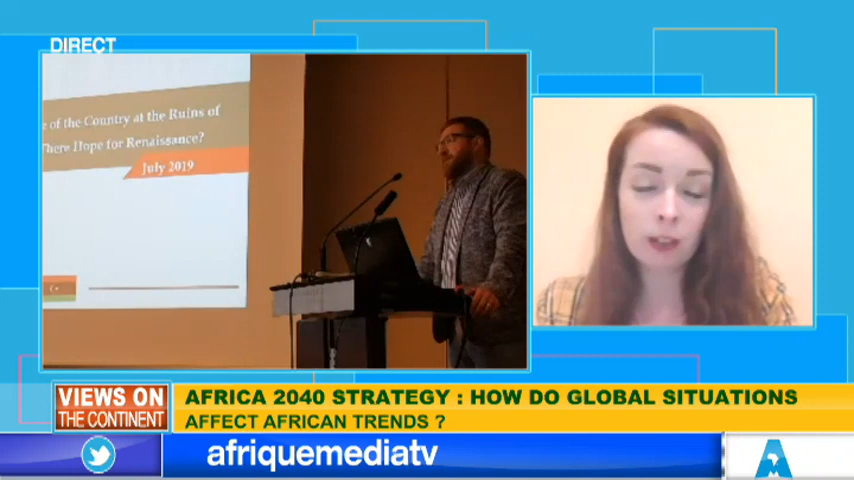 DIRECT
e of the Country at the Ruins of
here Hope for Renaissance?
July 2019
VIEWS ON
THE CONTINENT
AFRICA 2040 STRATEGY : HOW DO GLOBAL SITUATIONS
AFFECT AFRICAN TRENDS ?
afriquemediatv
A